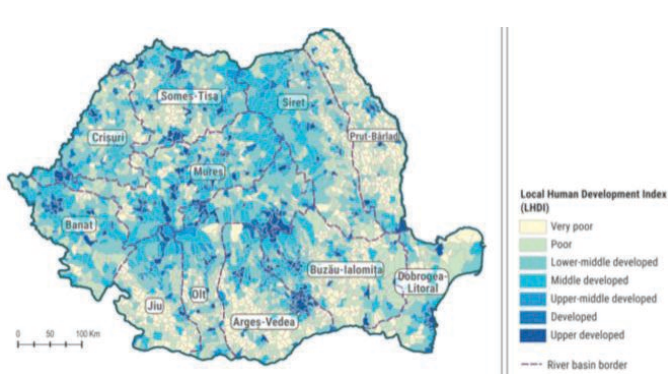 Someș-Tisa
Siret
Crișuri
Prut-Bârlad
Mureș
Banat
Buzău-Ialomița
Dobrogea-
Litoral
Olt
Jiu
Argeș-Vedea
0 50 100 Km
Local Human Development Index
(LHDI)
Very poor
Poor
Lower-middle developed
Middle developed
Upper-middle developed
Developed
Upper developed
River basin border